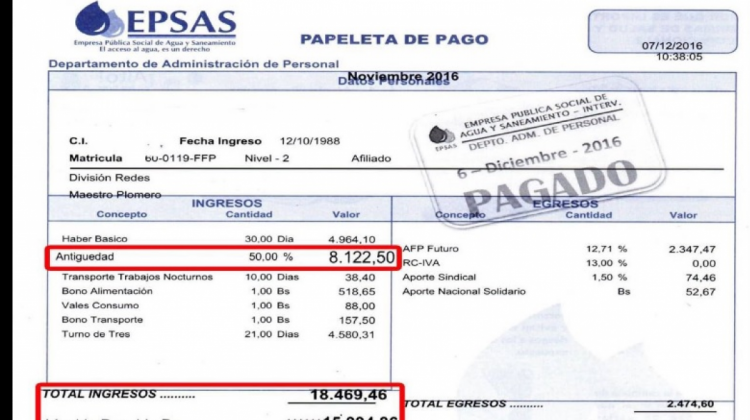 EPSAS
Empresa Pública Social de Agua y Saneamiento
El acceso al agua, es un derecho
PAPELETA DE PAGO
07/12/2016
10:38:05
Departamento de Administración de Personal
Noviembre 2016
Datos Personales
EMPRESA PUBLICA SOCIAL DE
AGUA Y SANEAMIENTO - INTERV.
EPSAS DEPTO. ADM. DE PERSONAL
6 - Diciembre - 2016
PAGADO
C.I. Fecha Ingreso 12/10/1988
Matricula 60-0119-FFP Nivel - 2 Afiliado
División Redes
Maestro Plomero
INGRESOS
Concepto Cantidad Valor
Haber Basico 30,00 Dia 4.964,10
Antiguedad 50,00 % 8.122,50
Transporte Trabajos Nocturnos 10,00 Dias 38,40
Bono Alimentación 1,00 Bs 518,65
Vales Consumo 1,00 Bs 88,00
Bono Transporte 1,00 Bs 157,50
Turno de Tres 21,00 Dias 4.580,31
TOTAL INGRESOS .......... 18.469,46
EGRESOS
Concepto Cantidad Valor
AFP Futuro 12,71 % 2.347,47
RC-IVA 13,00 % 0,00
Aporte Sindical 1,50 % 74,46
Aporte Nacional Solidario Bs 52,67
TOTAL EGRESOS .......... 2.474,60